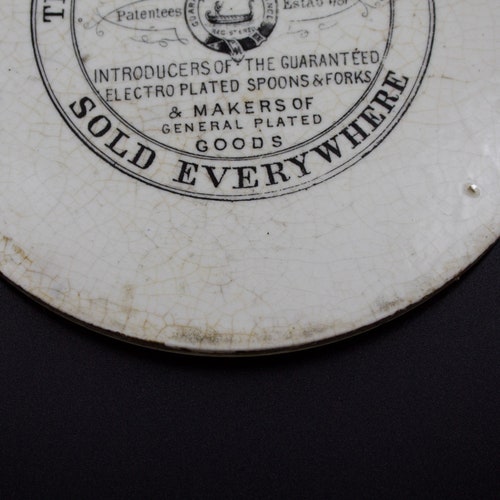 Patentees
INTRODUCERS OF THE GUARANTEED
ELECTRO PLATED SPOONS & FORKS
& MAKERS OF
GENERAL PLATED
GOODS
SOLD EVERYWHERE